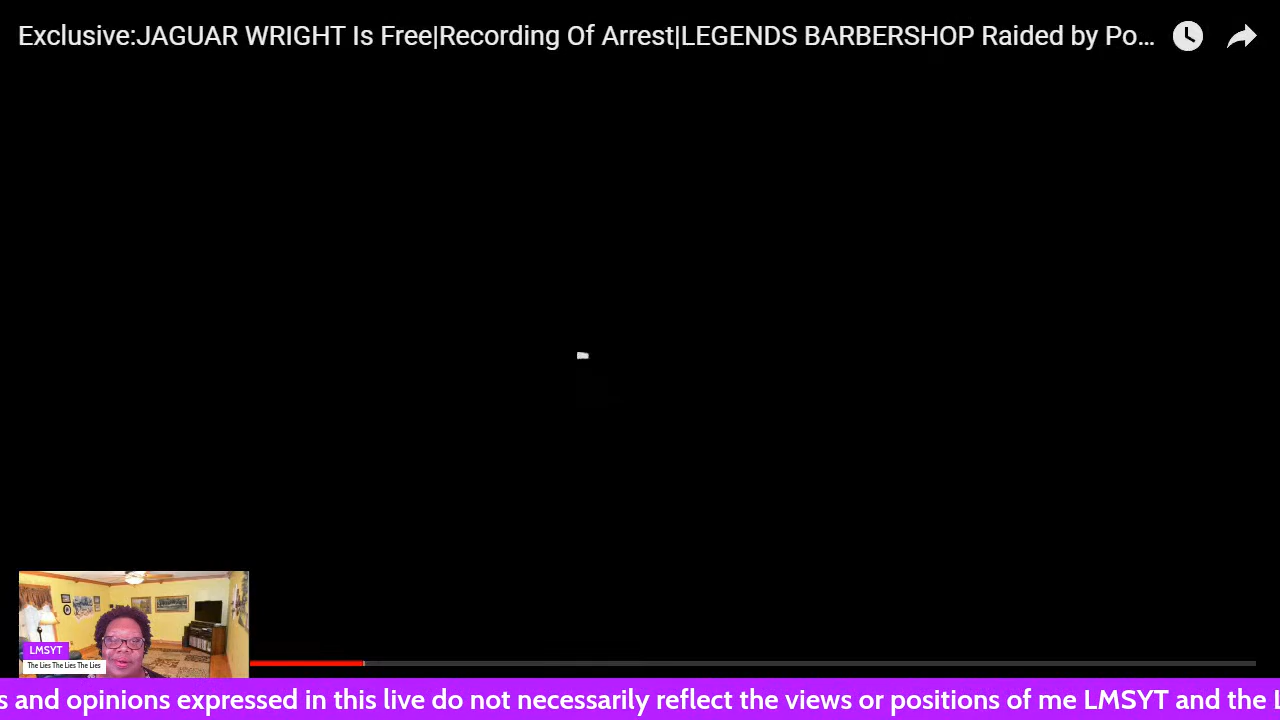 Exclusive:JAGUAR WRIGHT Is Free|Recording Of Arrest|LEGENDS BARBERSHOP Raided by Po...
LMSYT
The Lies The Lies The Lies
s and opinions expressed in this live do not necessarily reflect the views or positions of me LMSYT and the L